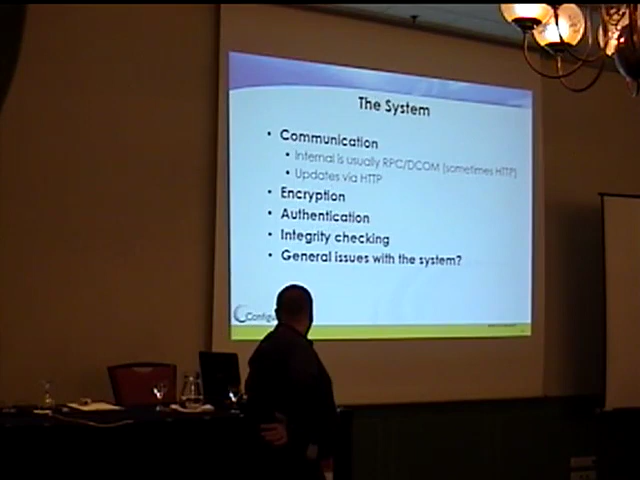 The System
• Communication
• Internal is usually RPC/DCOM (sometimes HTTP)
• Updates via HTTP
• Encryption
• Authentication
• Integrity checking
• General issues with the system?